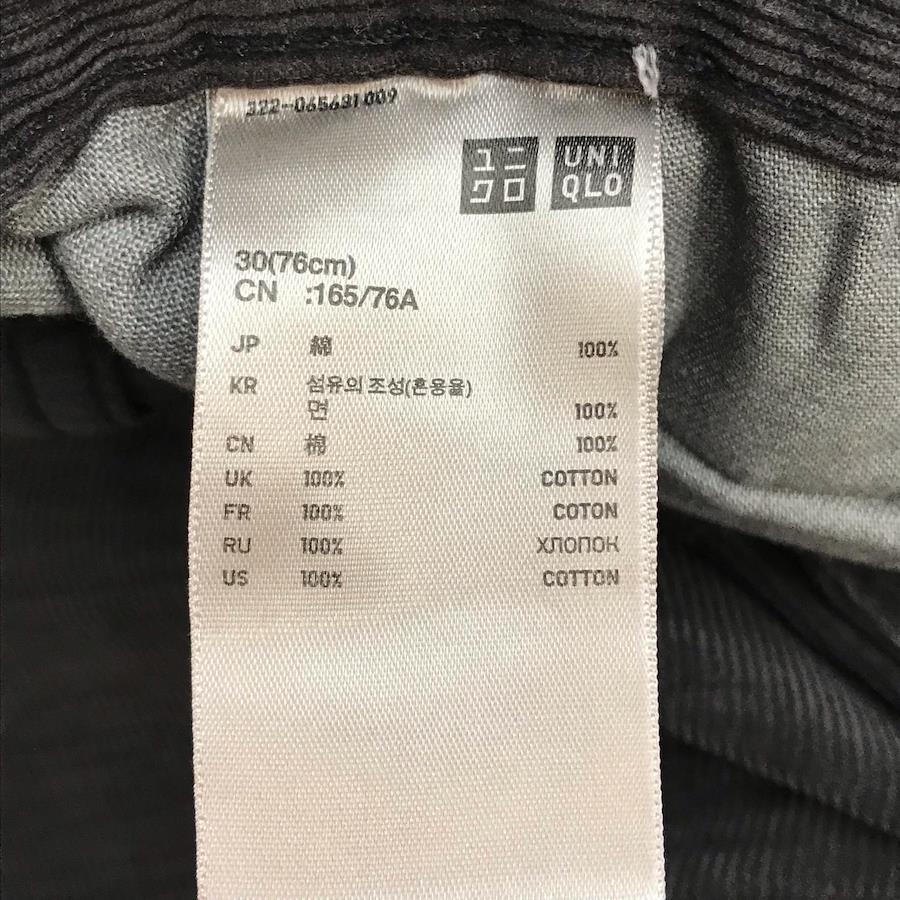 322-065631 009
ユニ UNI
クロ QLO
30(76cm)
CN :165/76A
JP 綿 100%
KR 섬유의 조성(혼용율)
면 100%
CN 棉 100%
UK 100% COTTON
FR 100% COTON
RU 100% ХЛОПОК
US 100% COTTON